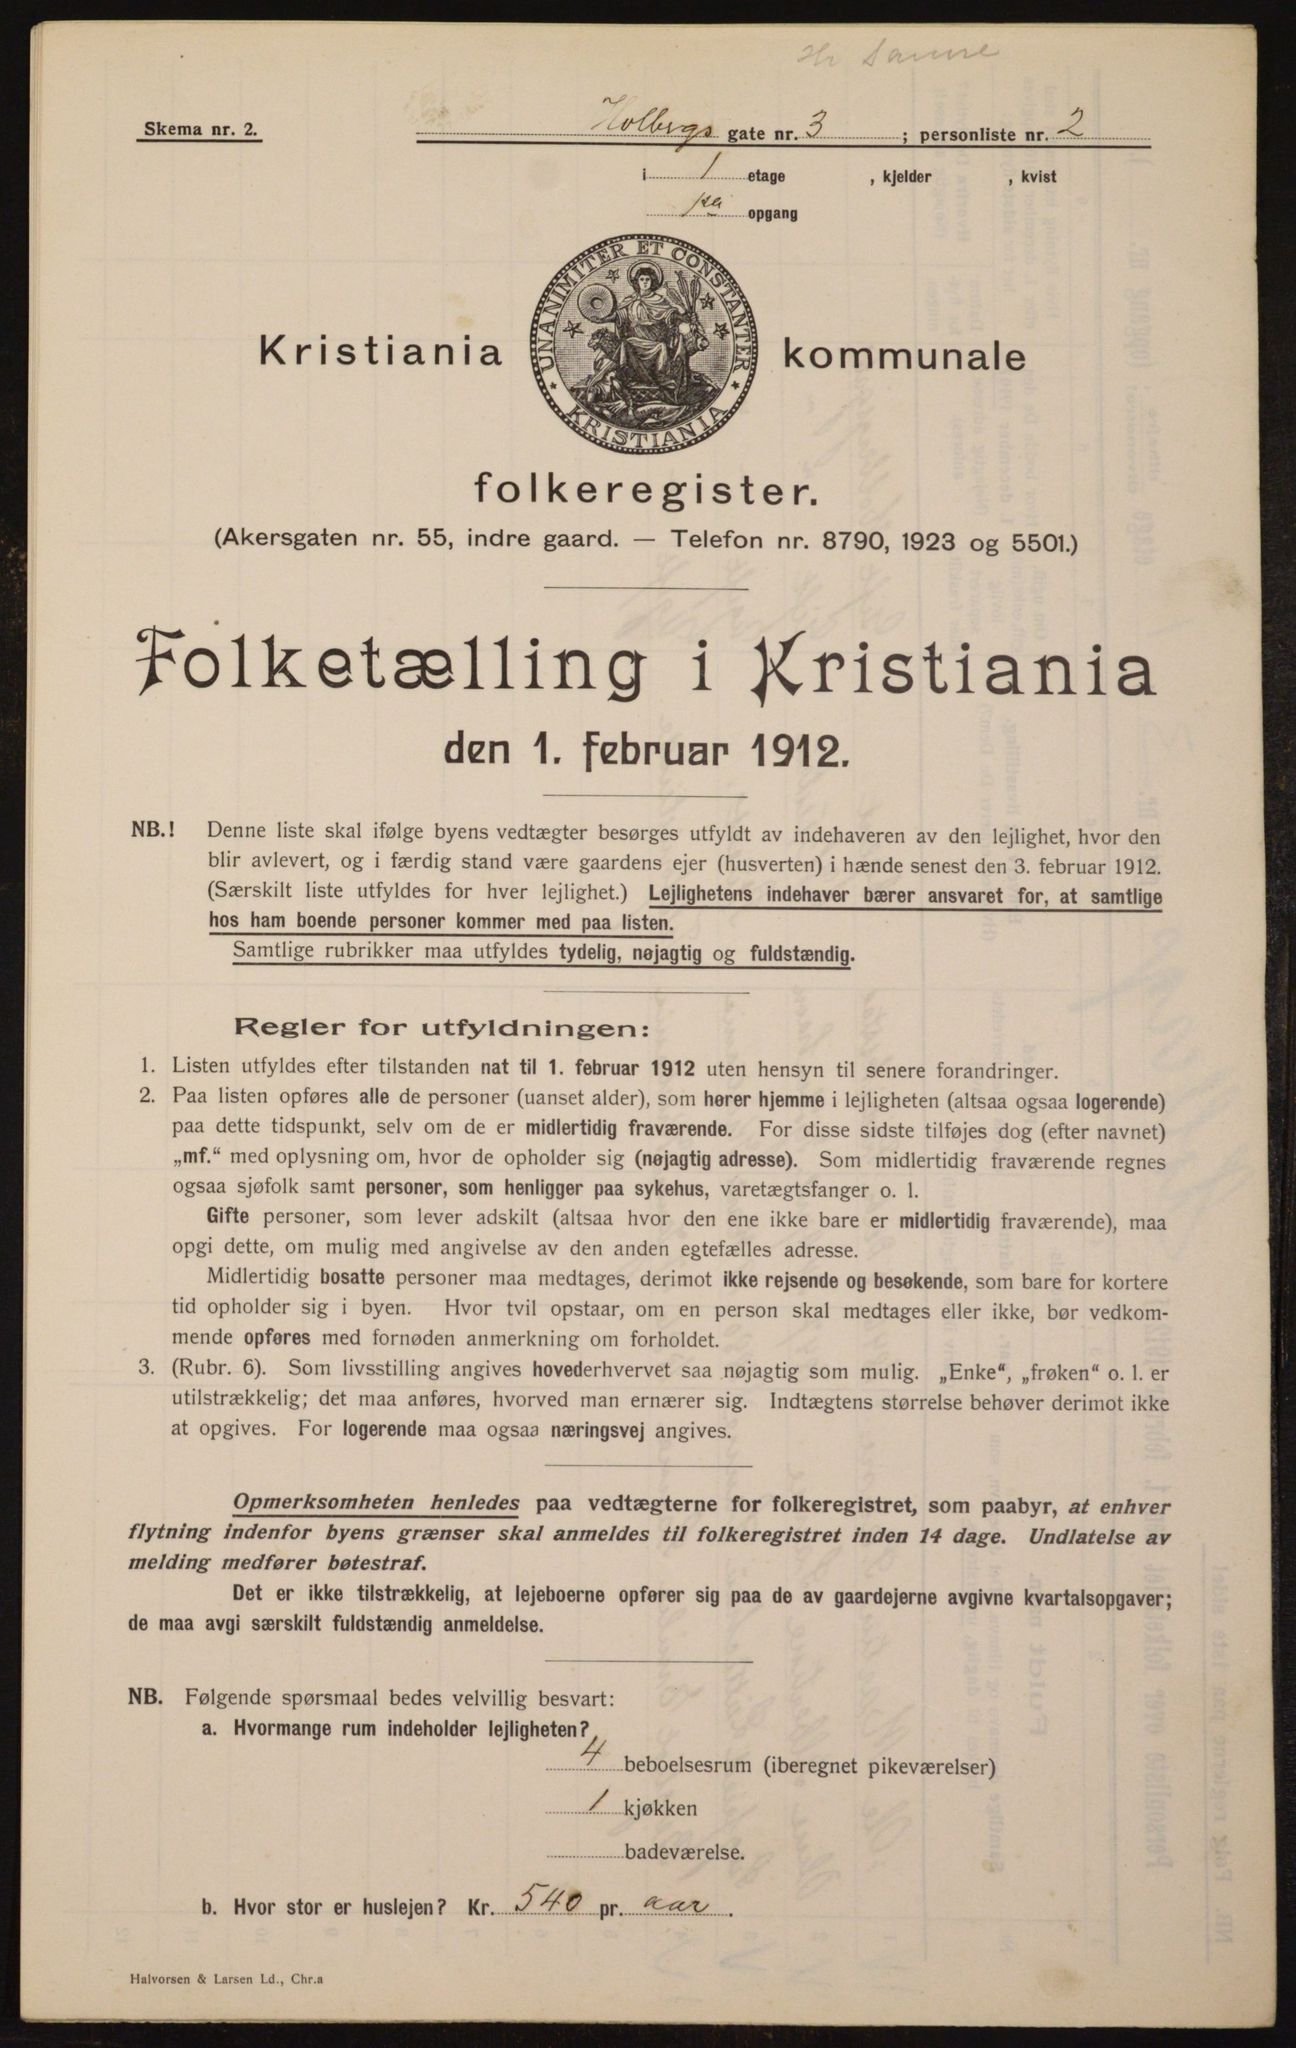 Skema nr. 2.
Holbergs gate nr. 3 ; personliste nr. 2
i 1 etage , kjelder , kvist
opgang
UNANIMITER ET CONSTANTER
KRISTIANIA
Kristiania kommunale
folkeregister.
(Akersgaten nr. 55, indre gaard. — Telefon nr. 8790, 1923 og 5501.)
Folketælling i Kristiania
den 1. februar 1912.
NB.! Denne liste skal ifølge byens vedtægter besørges utfyldt av indehaveren av den lejlighet, hvor den
blir avlevert, og i færdig stand være gaardens ejer (husverten) i hænde senest den 3. februar 1912.
(Særskilt liste utfyldes for hver lejlighet.) Lejlighetens indehaver bærer ansvaret for, at samtlige
hos ham boende personer kommer med paa listen.
Samtlige rubrikker maa utfyldes tydelig, nøjagtig og fuldstændig.
Regler for utfyldningen:
1. Listen utfyldes efter tilstanden nat til 1. februar 1912 uten hensyn til senere forandringer.
2. Paa listen opføres alle de personer (uanset alder), som hører hjemme i lejligheten (altsaa ogsaa logerende)
paa dette tidspunkt, selv om de er midlertidig fraværende. For disse sidste tilføjes dog (efter navnet)
„mf.“ med oplysning om, hvor de opholder sig (nøjagtig adresse). Som midlertidig fraværende regnes
ogsaa sjøfolk samt personer, som henligger paa sykehus, varetægtsfanger o. l.
Gifte personer, som lever adskilt (altsaa hvor den ene ikke bare er midlertidig fraværende), maa
opgi dette, om mulig med angivelse av den anden egtefælles adresse.
Midlertidig bosatte personer maa medtages, derimot ikke rejsende og besøkende, som bare for kortere
tid opholder sig i byen. Hvor tvil opstaar, om en person skal medtages eller ikke, bør vedkom-
mende opføres med fornøden anmerkning om forholdet.
3. (Rubr. 6). Som livsstilling angives hovederhvervet saa nøjagtig som mulig. „Enke“, „frøken“ o. l. er
utilstrækkelig; det maa anføres, hvorved man ernærer sig. Indtægtens størrelse behøver derimot ikke
at opgives. For logerende maa ogsaa næringsvej angives.
Opmerksomheten henledes paa vedtægterne for folkeregistret, som paabyr, at enhver
flytning indenfor byens grænser skal anmeldes til folkeregistret inden 14 dage. Undlatelse av
melding medfører bøtestraf.
Det er ikke tilstrækkelig, at lejeboerne opfører sig paa de av gaardejerne avgivne kvartalsopgaver;
de maa avgi særskilt fuldstændig anmeldelse.
NB. Følgende spørsmaal bedes velvillig besvart:
a. Hvormange rum indeholder lejligheten?
4 beboelsesrum (iberegnet pikeværelser)
1 kjøkken
badeværelse.
b. Hvor stor er huslejen? Kr. 540 pr. aar.
Halvorsen & Larsen Ld., Chr.a